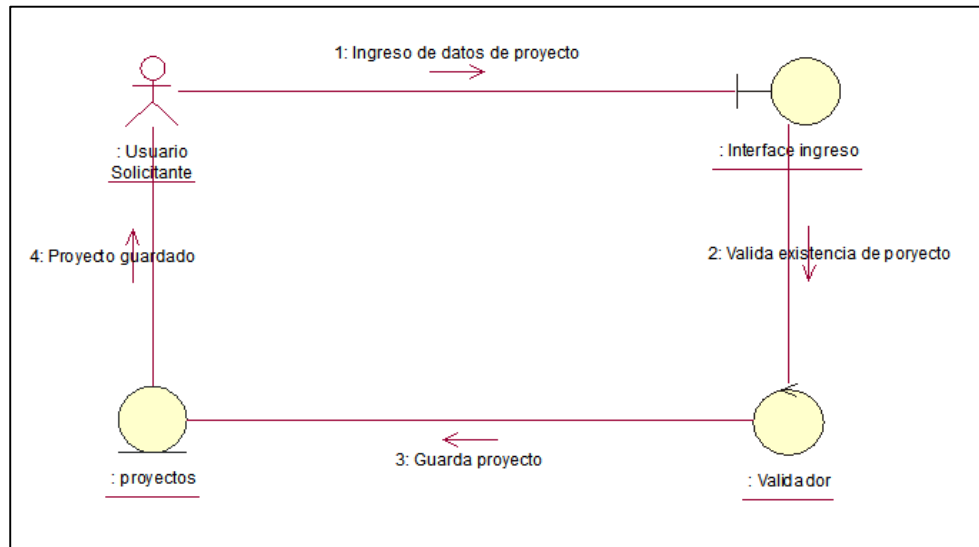 1: Ingreso de datos de proyecto
: Usuario
Solicitante
: Interface ingreso
4: Proyecto guardado
2: Valida existencia de poryecto
3: Guarda proyecto
: proyectos
: Validador